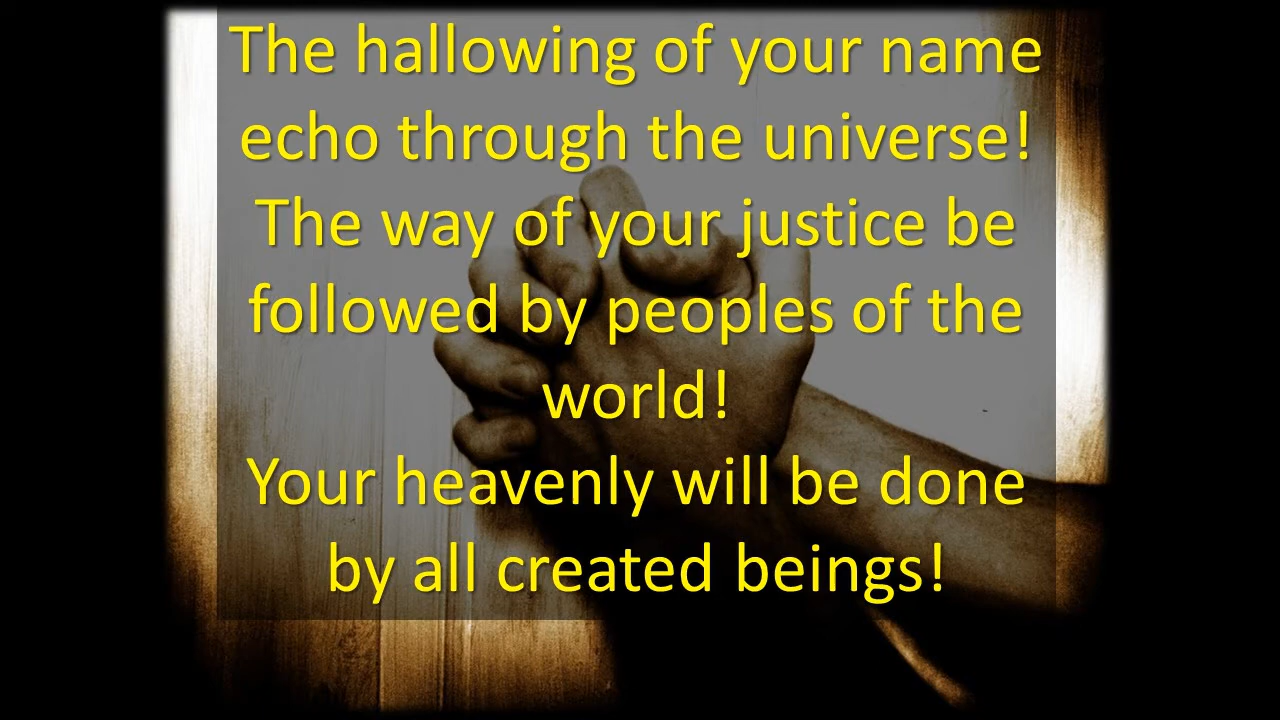 The hallowing of your name
echo through the universe!
The way of your justice be
followed by peoples of the
world!
Your heavenly will be done
by all created beings!